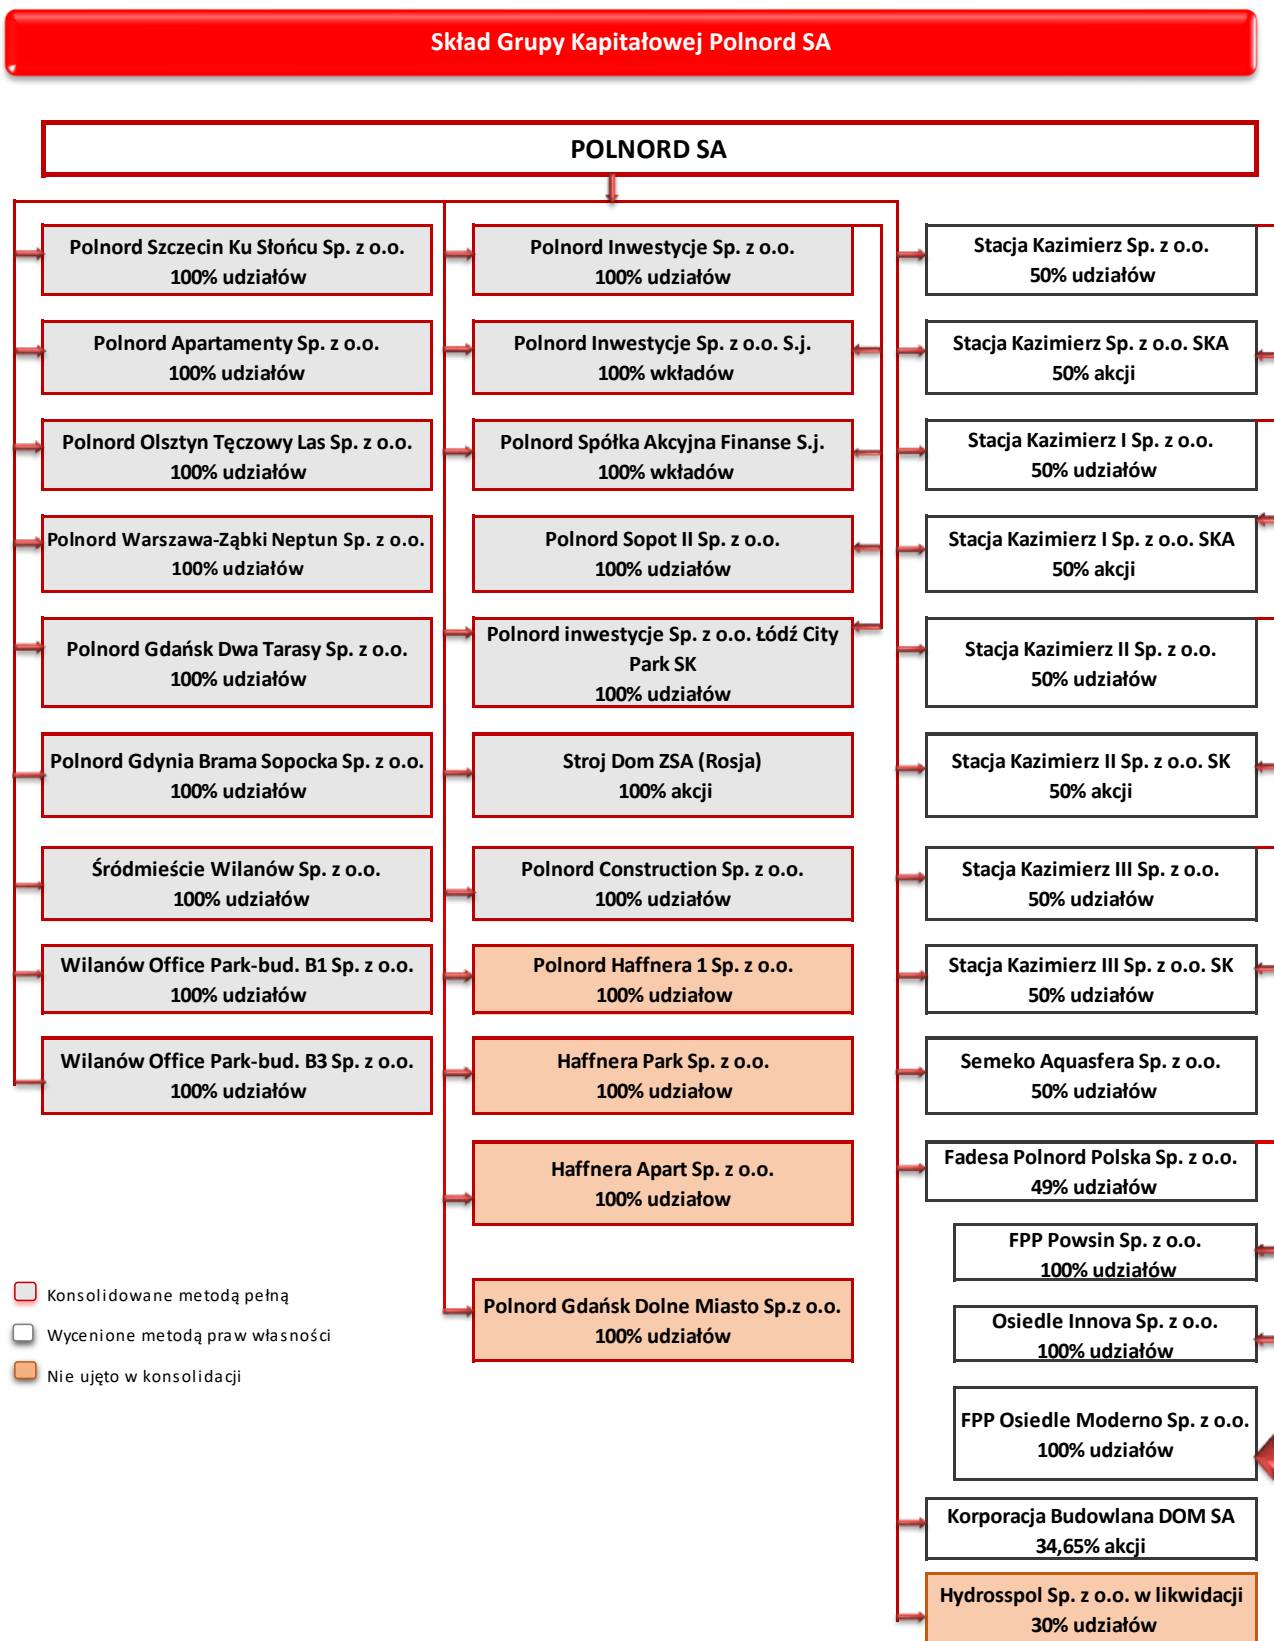 Skład Grupy Kapitałowej Polnord SA
POLNORD SA
Polnord Szczecin Ku Słońcu Sp. z o.o.
100% udziałów
Polnord Apartamenty Sp. z o.o.
100% udziałów
Polnord Olsztyn Tęczowy Las Sp. z o.o.
100% udziałów
Polnord Warszawa-Ząbki Neptun Sp. z o.o.
100% udziałów
Polnord Gdańsk Dwa Tarasy Sp. z o.o.
100% udziałów
Polnord Gdynia Brama Sopocka Sp. z o.o.
100% udziałów
Śródmieście Wilanów Sp. z o.o.
100% udziałów
Wilanów Office Park-bud. B1 Sp. z o.o.
100% udziałów
Wilanów Office Park-bud. B3 Sp. z o.o.
100% udziałów
Konsolidowane metodą pełną
Wycenione metodą praw własności
Nie ujęto w konsolidacji
Polnord Inwestycje Sp. z o.o.
100% udziałów
Polnord Inwestycje Sp. z o.o. S.j.
100% wkładów
Polnord Spółka Akcyjna Finanse S.j.
100% wkładów
Polnord Sopot II Sp. z o.o.
100% udziałów
Polnord inwestycje Sp. z o.o. Łódź City
Park SK
100% udziałów
Stroj Dom ZSA (Rosja)
100% akcji
Polnord Construction Sp. z o.o.
100% udziałów
Polnord Haffnera 1 Sp. z o.o.
100% udziałow
Haffnera Park Sp. z o.o.
100% udziałow
Haffnera Apart Sp. z o.o.
100% udziałow
Polnord Gdańsk Dolne Miasto Sp.z o.o.
100% udziałów
Stacja Kazimierz Sp. z o.o.
50% udziałów
Stacja Kazimierz Sp. z o.o. SKA
50% akcji
Stacja Kazimierz I Sp. z o.o.
50% udziałów
Stacja Kazimierz I Sp. z o.o. SKA
50% akcji
Stacja Kazimierz II Sp. z o.o.
50% udziałów
Stacja Kazimierz II Sp. z o.o. SK
50% akcji
Stacja Kazimierz III Sp. z o.o.
50% udziałów
Stacja Kazimierz III Sp. z o.o. SK
50% udziałów
Semeko Aquasfera Sp. z o.o.
50% udziałów
Fadesa Polnord Polska Sp. z o.o.
49% udziałów
FPP Powsin Sp. z o.o.
100% udziałów
Osiedle Innova Sp. z o.o.
100% udziałów
FPP Osiedle Moderno Sp. z o.o.
100% udziałów
Korporacja Budowlana DOM SA
34,65% akcji
Hydrosspol Sp. z o.o. w likwidacji
30% udziałów